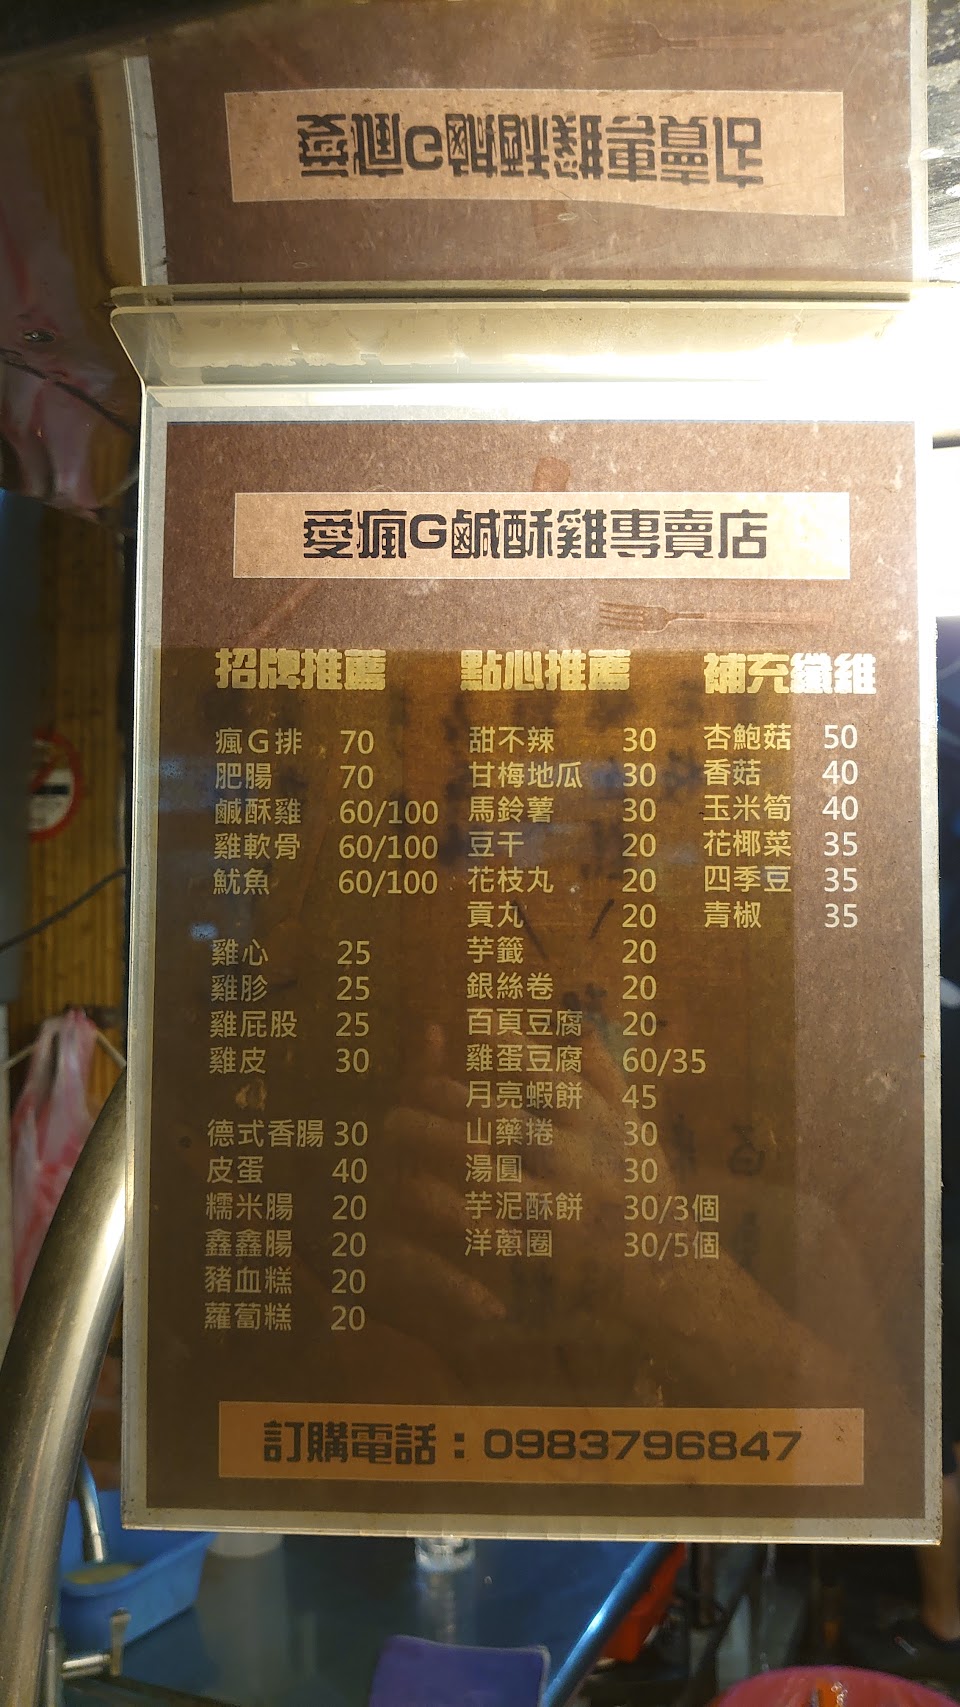 愛瘋G鹹酥雞專賣店
愛瘋G鹹酥雞專賣店
招牌推薦
瘋G排 70
肥腸 70
鹹酥雞 60/100
雞軟骨 60/100
魷魚 60/100
雞心 25
雞胗 25
雞屁股 25
雞皮 30
德式香腸 30
皮蛋 40
糯米腸 20
鑫鑫腸 20
豬血糕 20
蘿蔔糕 20
點心推薦
甜不辣 30
甘梅地瓜 30
馬鈴薯 30
豆干 20
花枝丸 20
貢丸 20
芋籤 20
銀絲卷 20
百頁豆腐 20
雞蛋豆腐 60/35
月亮蝦餅 45
山藥捲 30
湯圓 30
芋泥酥餅 30/3個
洋蔥圈 30/5個
補充纖維
杏鮑菇 50
香菇 40
玉米筍 40
花椰菜 35
四季豆 35
青椒 35
訂購電話：0983796847